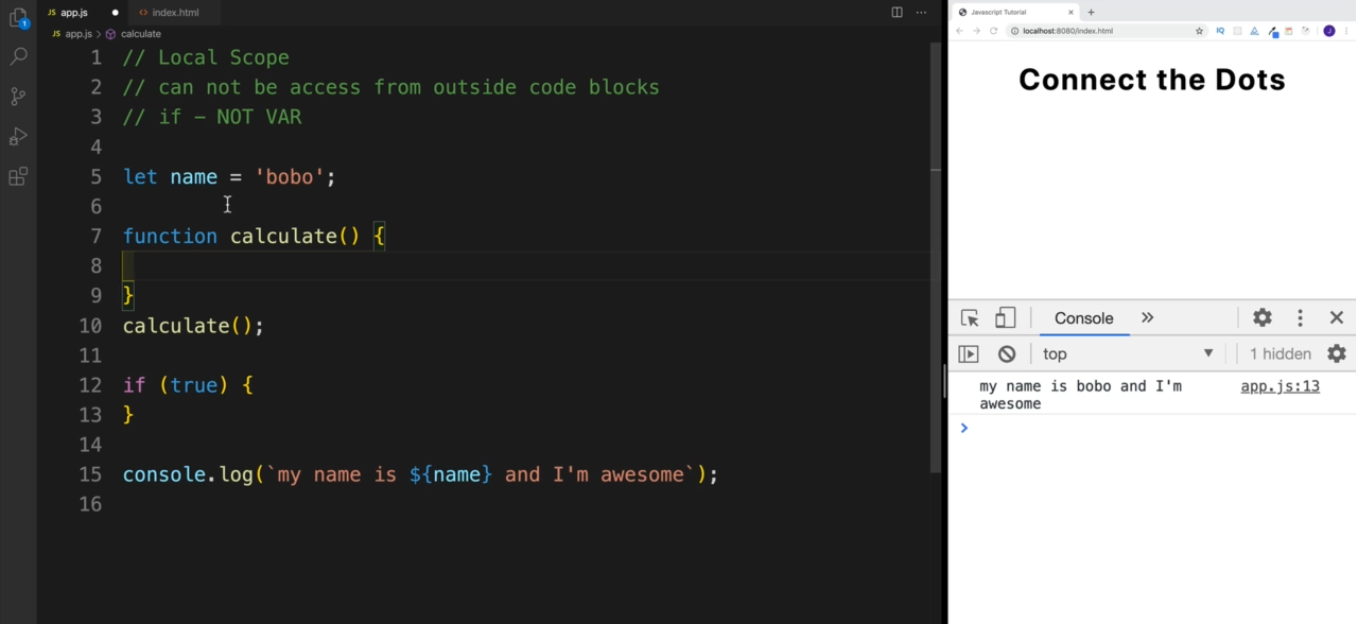 JS app.js
<> index.html
JS app.js > calculate
1
1 // Local Scope
2 // can not be access from outside code blocks
3 // if – NOT VAR
4
5 let name = 'bobo';
6
7 function calculate() {
8
9 }
10 calculate();
11
12 if (true) {
13 }
14
15 console.log(`my name is ${name} and I'm awesome`);
16
Javascript Tutorial
localhost:8080/index.html
IQ
J
Connect the Dots
Console
top
1 hidden
my name is bobo and I'm app.js:13
awesome